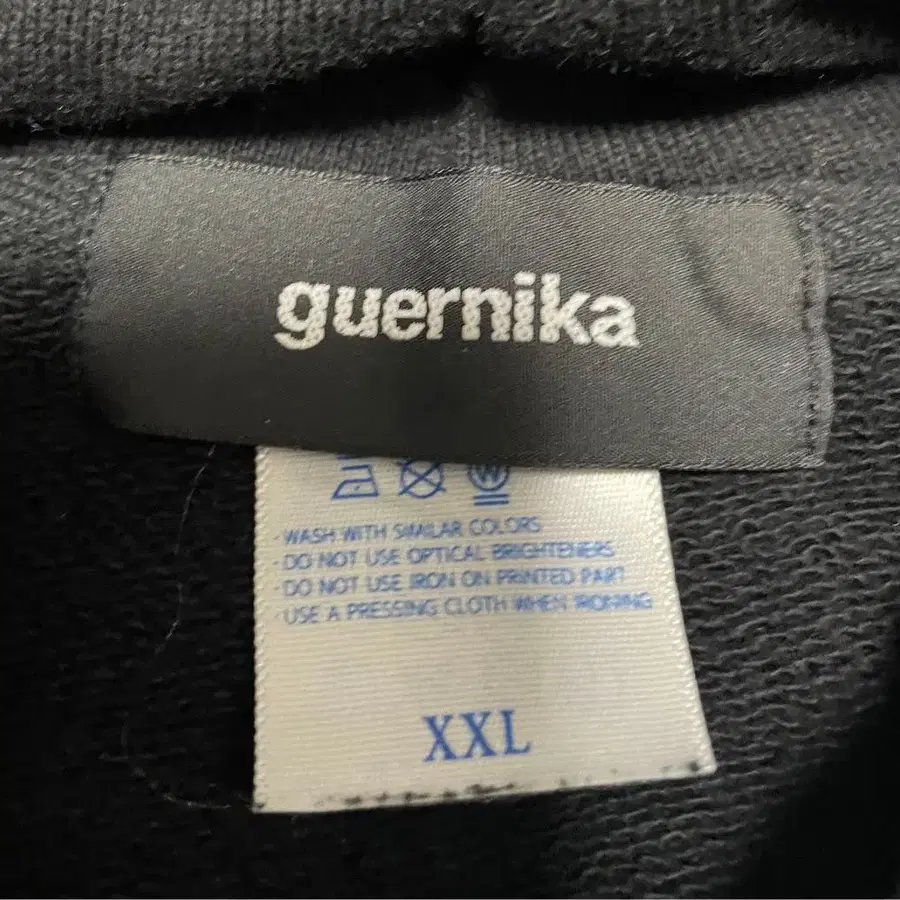 guernika
· WASH WITH SIMILAR COLORS
· DO NOT USE OPTICAL BRIGHTENERS
· DO NOT USE IRON ON PRINTED PART
· USE A PRESSING CLOTH WHEN IRONING
XXL